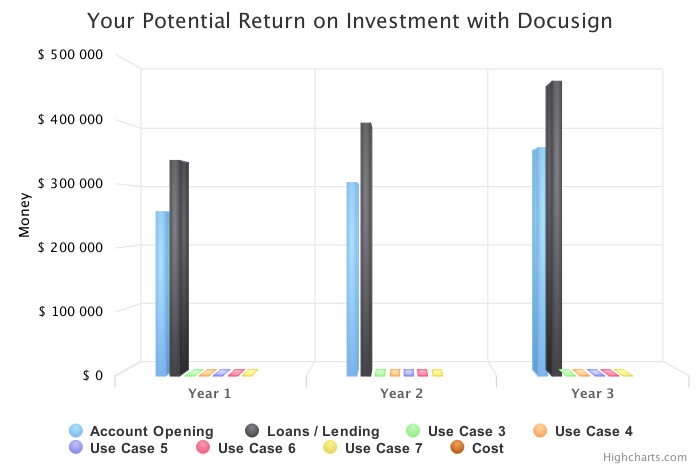 Your Potential Return on Investment with Docusign
$ 500 000
$ 400 000
$ 300 000
$ 200 000
$ 100 000
$ 0
Money
Year 1
Year 2
Year 3
Account Opening Loans / Lending Use Case 3 Use Case 4
Use Case 5 Use Case 6 Use Case 7 Cost
Highcharts.com